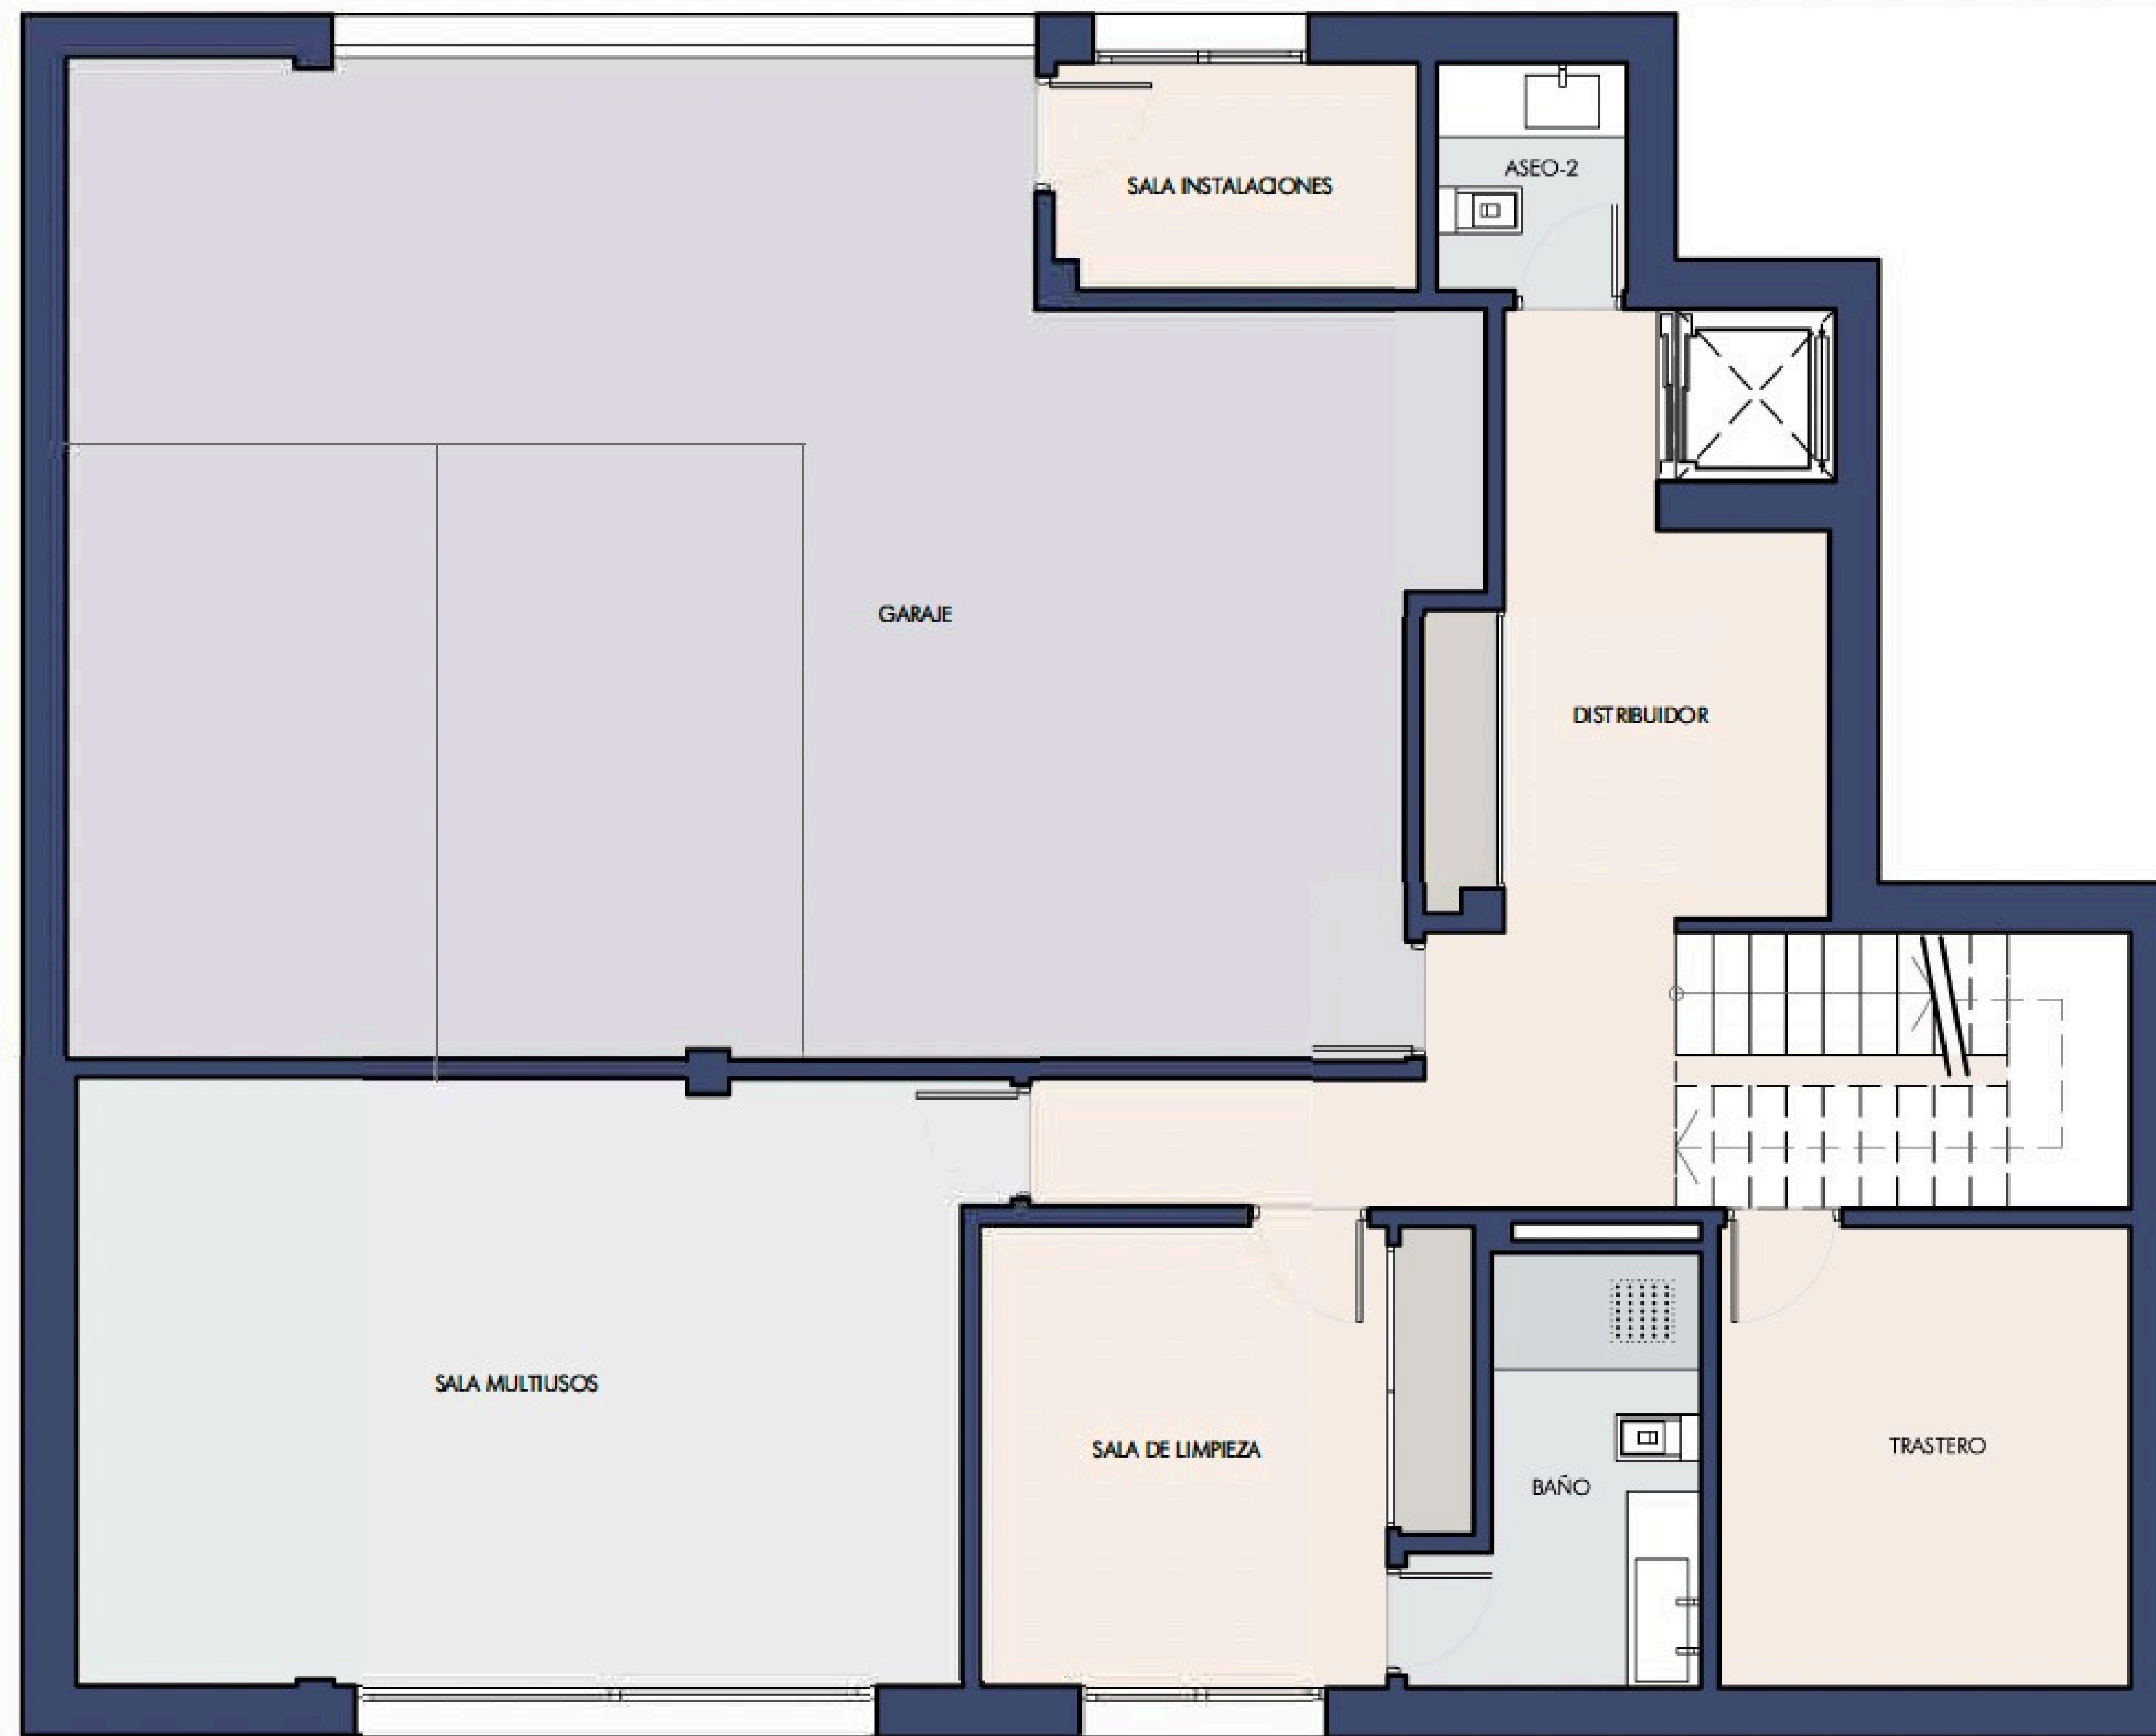 ASEO-2
SALA INSTALACIONES
GARAJE
DISTRIBUIDOR
SALA MULTIUSOS
SALA DE LIMPIEZA
TRASTERO
BAÑO